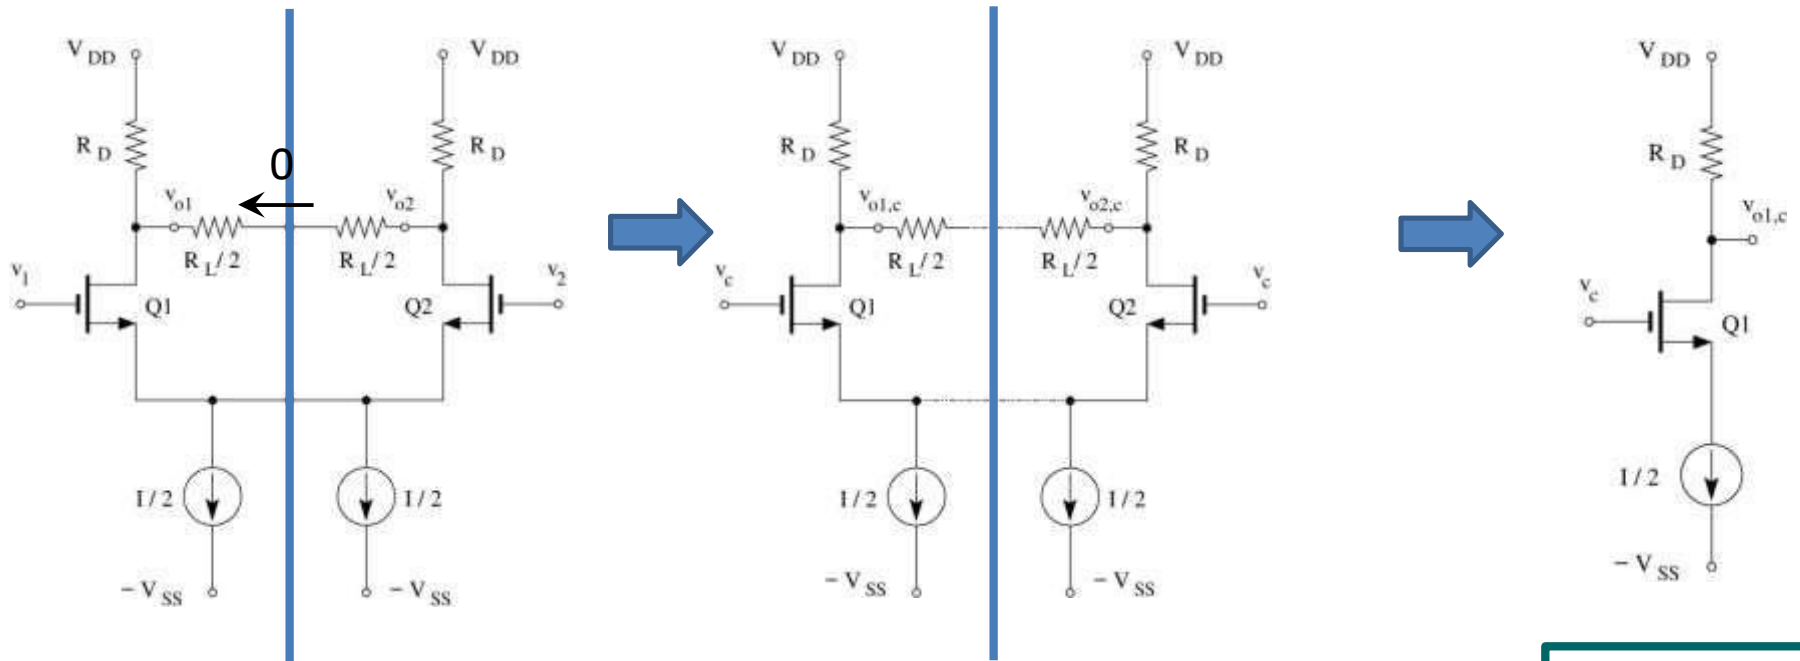 V DD
V DD
R D
R D
0
v o1
v o2
R L / 2
R L / 2
v 1
v 2
Q1
Q2
I / 2
I / 2
– V SS
– V SS
V DD
V DD
R D
R D
v o1,c
v o2,c
R L / 2
R L / 2
v c
v c
Q1
Q2
I / 2
I / 2
– V SS
– V SS
V DD
R D
v o1,c
v c
Q1
I / 2
– V SS